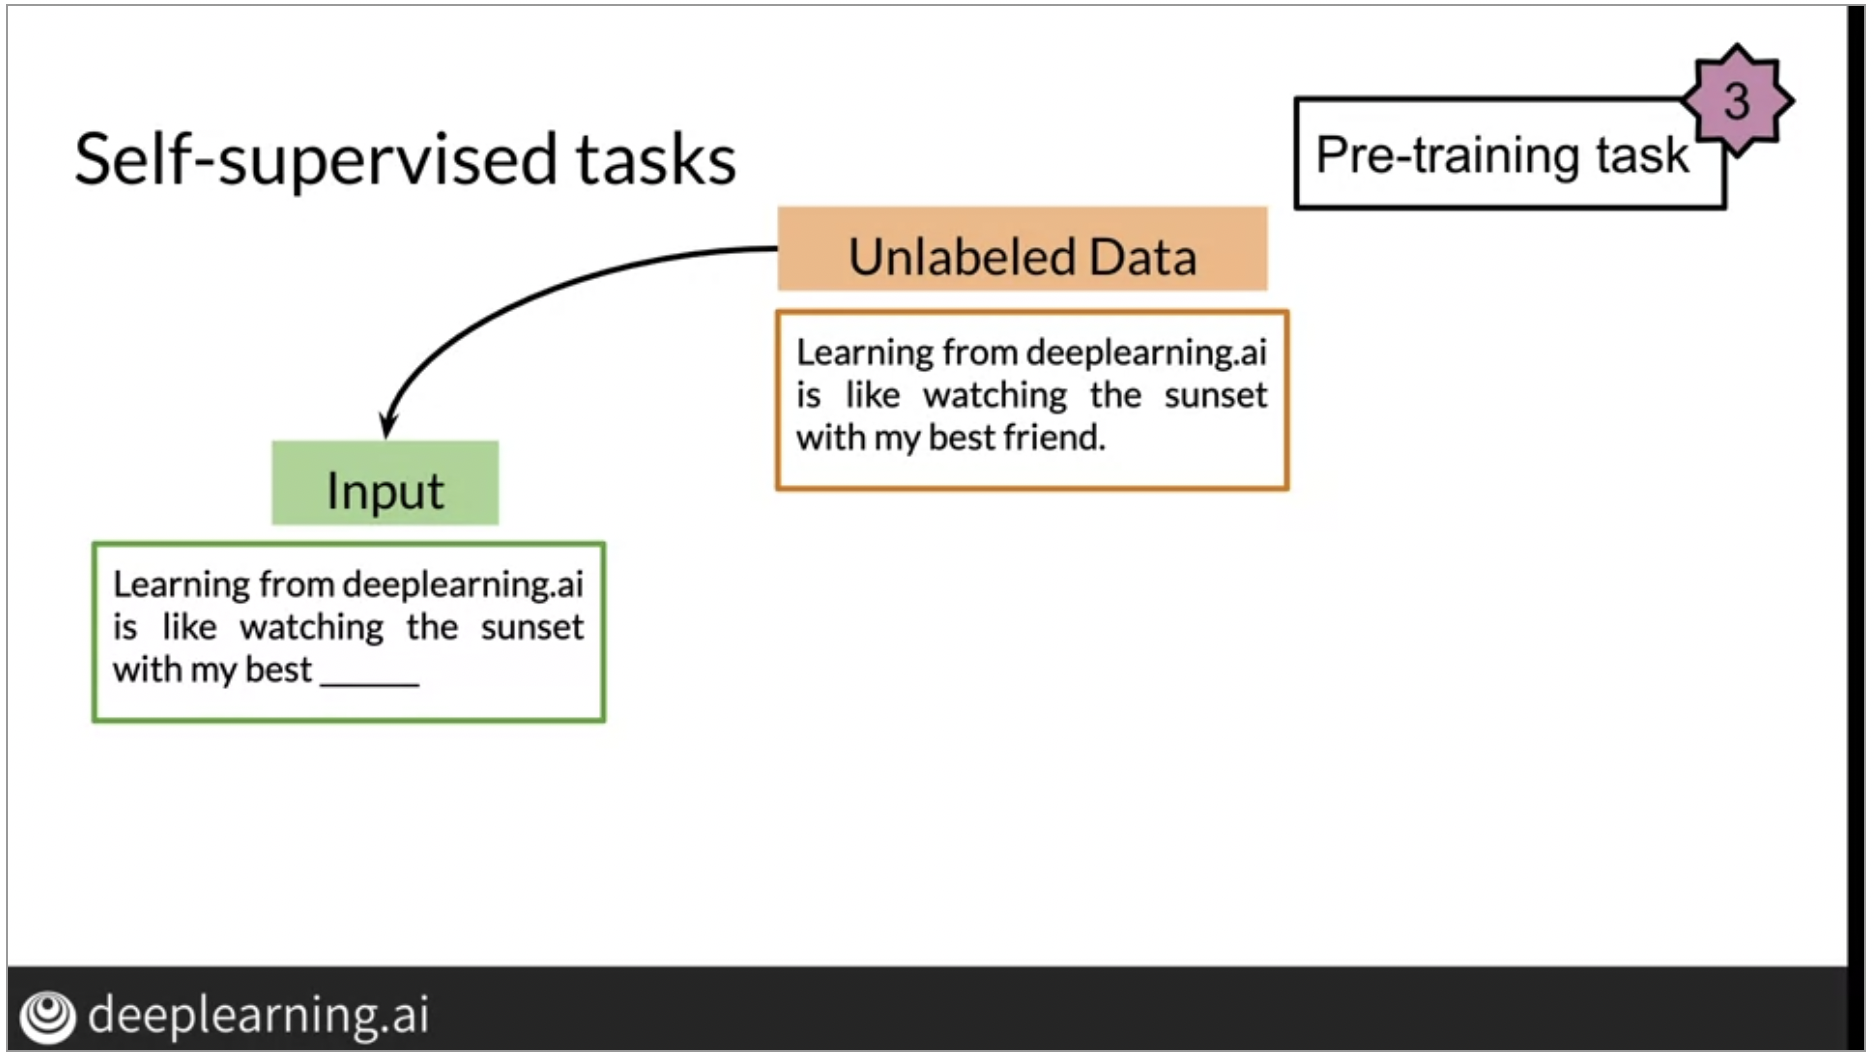 Self-supervised tasks
Pre-training task
3
Unlabeled Data
Learning from deeplearning.ai
is like watching the sunset
with my best friend.
Input
Learning from deeplearning.ai
is like watching the sunset
with my best ______
deeplearning.ai